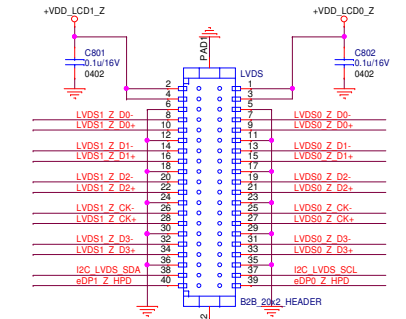 +VDD_LCD1_Z
+VDD_LCD0_Z
PAD1
C801
0.1u/16V
0402
LVDS
C802
0.1u/16V
0402
2 1
4 3
6 5
LVDS1_Z_D0- 8 7 LVDS0_Z_D0-
LVDS1_Z_D0+ 10 9 LVDS0_Z_D0+
12 11
LVDS1_Z_D1- 14 13 LVDS0_Z_D1-
LVDS1_Z_D1+ 16 15 LVDS0_Z_D1+
18 17
LVDS1_Z_D2- 20 19 LVDS0_Z_D2-
LVDS1_Z_D2+ 22 21 LVDS0_Z_D2+
24 23
LVDS1_Z_CK- 26 25 LVDS0_Z_CK-
LVDS1_Z_CK+ 28 27 LVDS0_Z_CK+
30 29
LVDS1_Z_D3- 32 31 LVDS0_Z_D3-
LVDS1_Z_D3+ 34 33 LVDS0_Z_D3+
36 35
I2C_LVDS_SDA 38 37 I2C_LVDS_SCL
eDP1_Z_HPD 40 39 eDP0_Z_HPD
B2B_20x2_HEADER
2